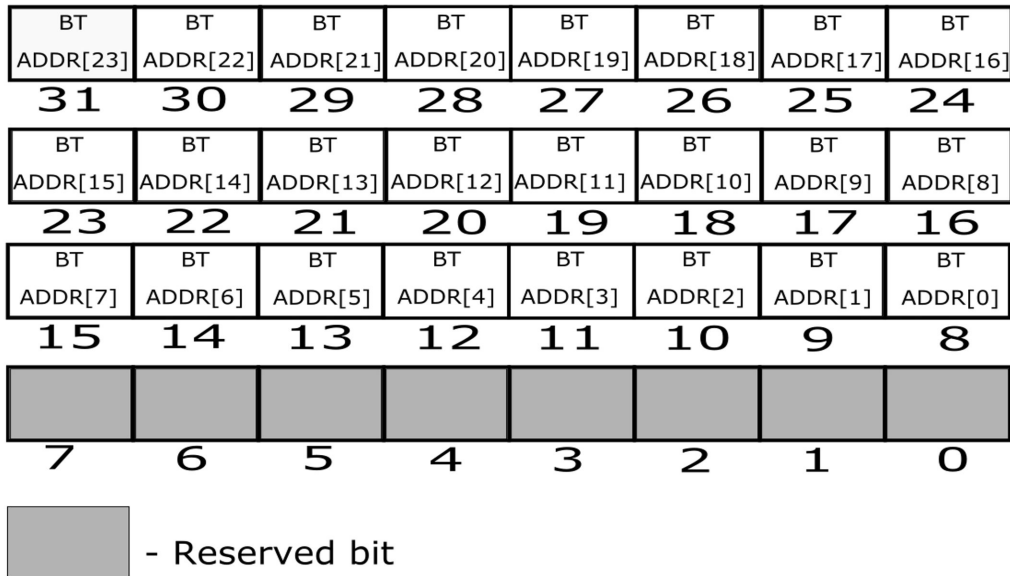 BT BT BT BT BT BT BT BT
ADDR[23] ADDR[22] ADDR[21] ADDR[20] ADDR[19] ADDR[18] ADDR[17] ADDR[16]
31 30 29 28 27 26 25 24
BT BT BT BT BT BT BT BT
ADDR[15] ADDR[14] ADDR[13] ADDR[12] ADDR[11] ADDR[10] ADDR[9] ADDR[8]
23 22 21 20 19 18 17 16
BT BT BT BT BT BT BT BT
ADDR[7] ADDR[6] ADDR[5] ADDR[4] ADDR[3] ADDR[2] ADDR[1] ADDR[0]
15 14 13 12 11 10 9 8
7 6 5 4 3 2 1 0
- Reserved bit